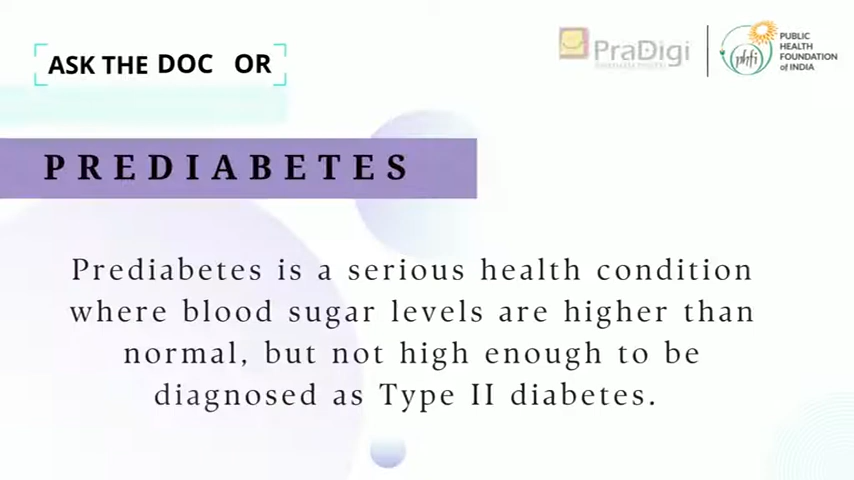 ASK THE DOC OR
PraDigi
PUBLIC
HEALTH
FOUNDATION
of INDIA
phfi
PREDIABETES
Prediabetes is a serious health condition
where blood sugar levels are higher than
normal, but not high enough to be
diagnosed as Type II diabetes.